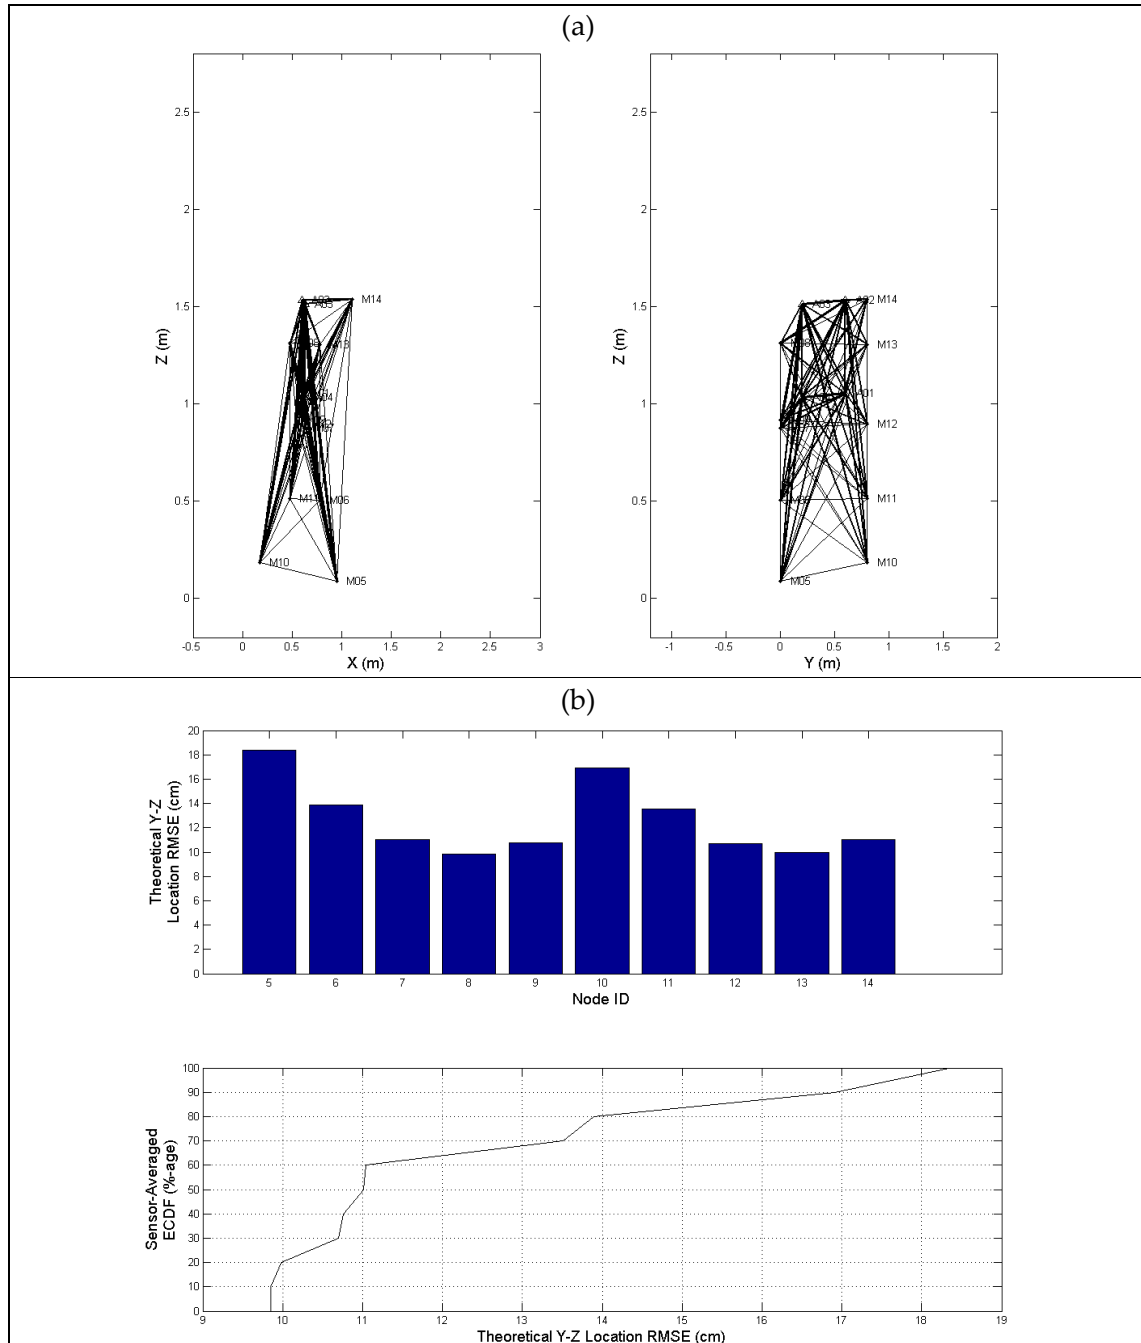 (a)
2.5
2
1.5
1
0.5
0
Z (m)
-0.5 0 0.5 1 1.5 2 2.5 3
X (m)
M14
M13
M06
M10
M05
2.5
2
1.5
1
0.5
0
Z (m)
-1 -0.5 0 0.5 1 1.5 2
Y (m)
M14
M13
M12
M11
M10
M05
(b)
20
18
16
14
12
10
8
6
4
2
0
Theoretical Y-Z
Location RMSE (cm)
5 6 7 8 9 10 11 12 13 14
Node ID
100
90
80
70
60
50
40
30
20
10
0
Sensor-Averaged
ECDF (%-age)
9 10 11 12 13 14 15 16 17 18 19
Theoretical Y-Z Location RMSE (cm)